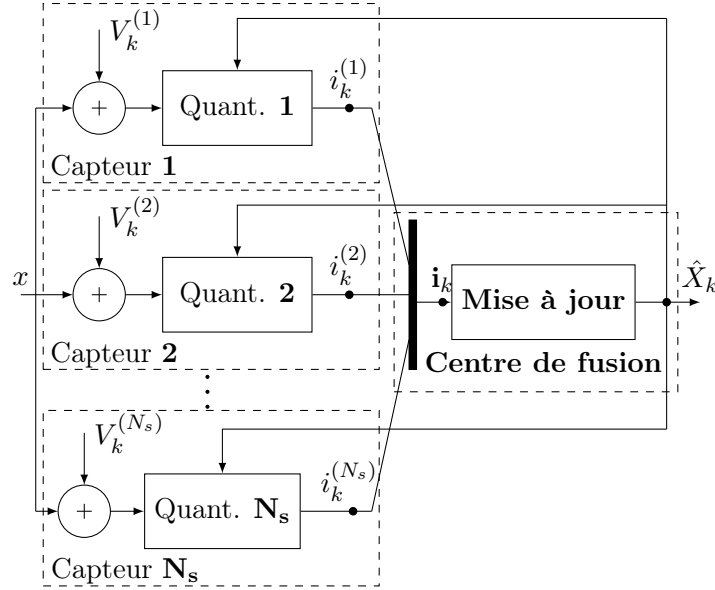 V_k^{(1)}
i_k^{(1)}
+
Quant. 1
Capteur 1
V_k^{(2)}
i_k^{(2)}
x
+
Quant. 2
Capteur 2
i_k
Mise à jour
X̂_k
Centre de fusion
⋮
V_k^{(N_s)}
i_k^{(N_s)}
+
Quant. N_s
Capteur N_s